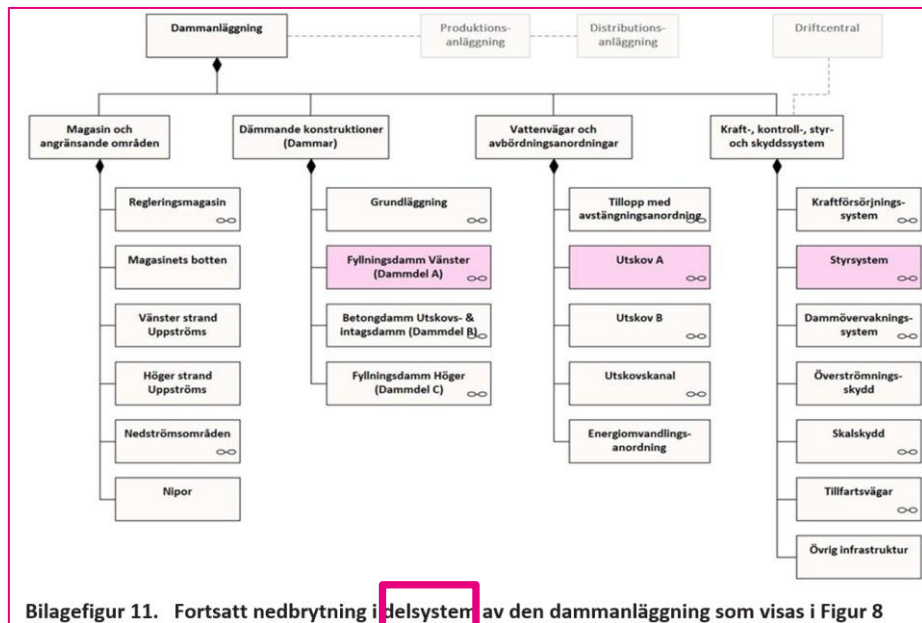 Dammanläggning
Produktions-
anläggning
Distributions-
anläggning
Driftcentral
Magasin och
angränsande områden
Dämmande konstruktioner
(Dammar)
Vattenvägar och
avbördningsanordningar
Kraft-, kontroll-, styr-
och skyddssystem
Regleringsmagasin
Magasinets botten
Vänster strand
Uppströms
Höger strand
Uppströms
Nedströmsområden
Nipor
Grundläggning
Fyllningsdamm Vänster
(Dammdel A)
Betongdamm Utskovs- &
intagsdamm (Dammdel B)
Fyllningsdamm Höger
(Dammdel C)
Tillopp med
avstängningsanordning
Utskov A
Utskov B
Utskovskanal
Energiomvandlings-
anordning
Kraftförsörjnings-
system
Styrsystem
Dammövervaknings-
system
Överströmnings-
skydd
Skalskydd
Tillfartsvägar
Övrig infrastruktur
Bilagefigur 11. Fortsatt nedbrytning i delsystem av den dammanläggning som visas i Figur 8